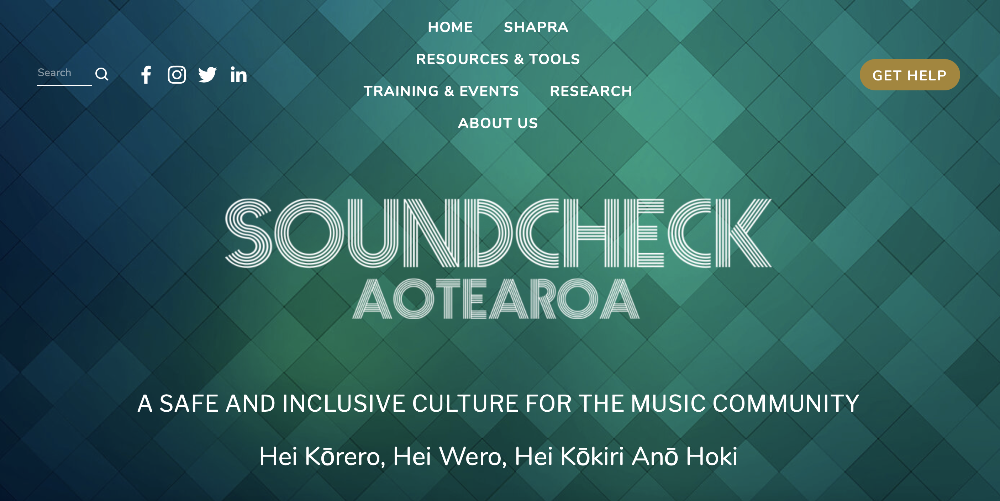 HOME SHAPRA
RESOURCES & TOOLS
Search
GET HELP
TRAINING & EVENTS RESEARCH
ABOUT US
SOUNDCHECK
AOTEAROA
A SAFE AND INCLUSIVE CULTURE FOR THE MUSIC COMMUNITY
Hei Kōrero, Hei Wero, Hei Kōkiri Anō Hoki